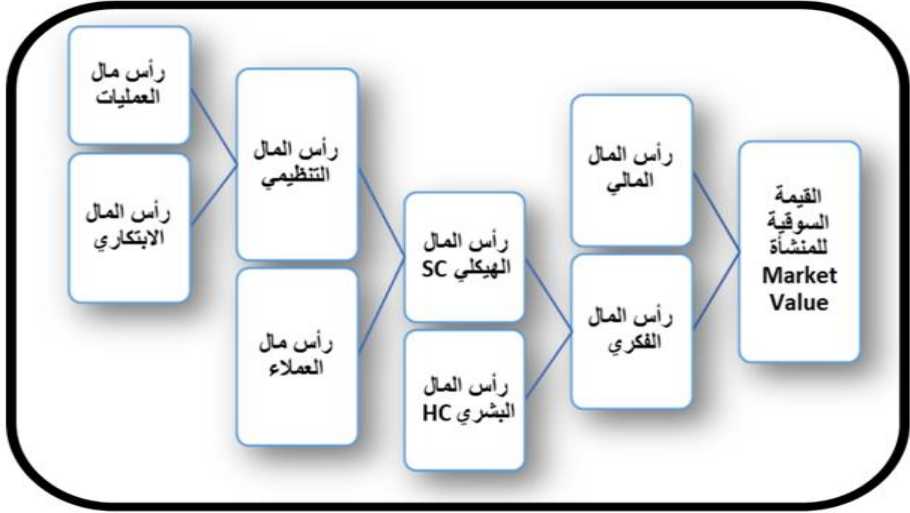 القيمة
السوقية
للمنشأة
Market
Value
رأس المال
المالي
رأس المال
الفكري
رأس المال
الهيكلي SC
رأس المال
البشري HC
رأس المال
التنظيمي
رأس مال
العملاء
رأس مال
العمليات
رأس المال
الابتكاري